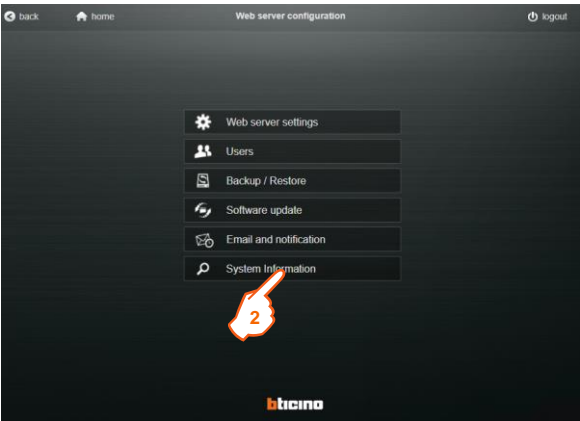 back home Web server configuration logout
Web server settings
Users
Backup / Restore
Software update
Email and notification
System Information
2
bticino